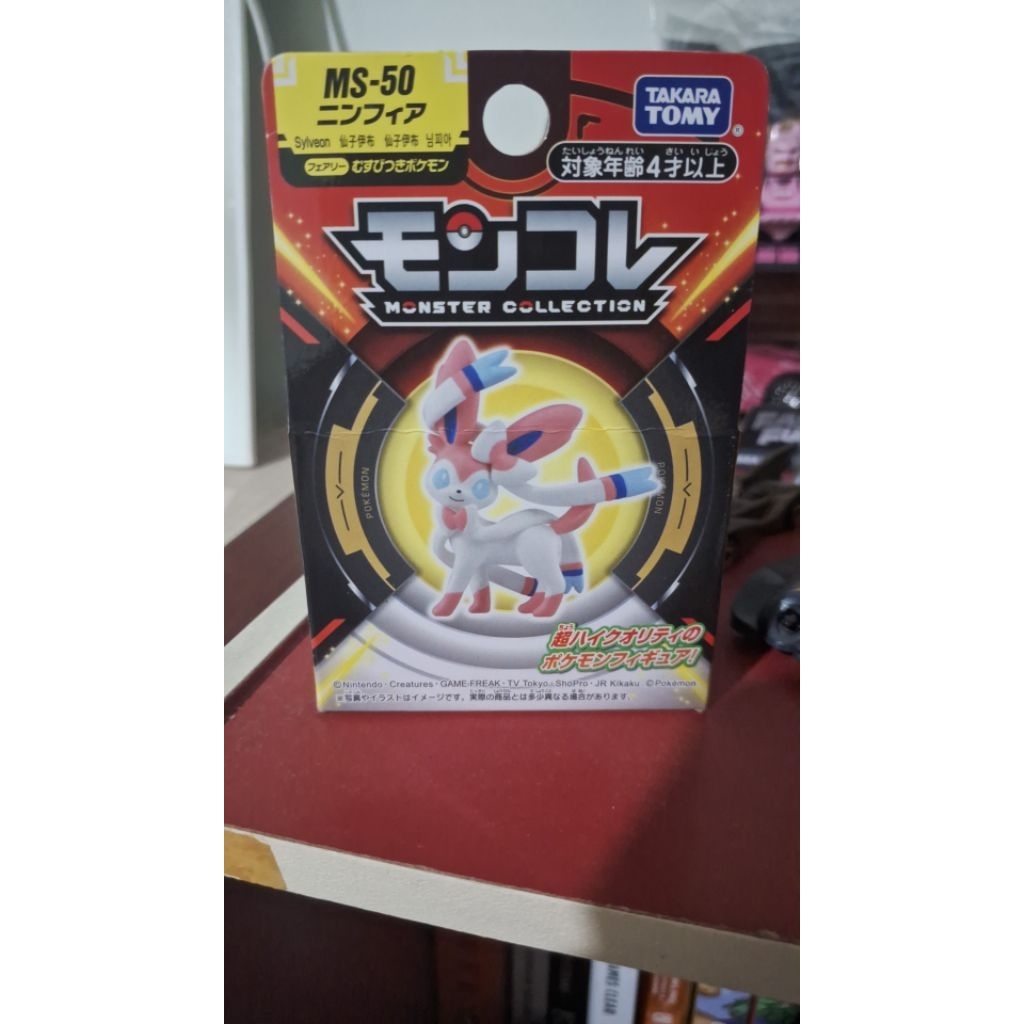 MS-50
ニンフィア
Sylveon 仙子伊布 仙子伊布 님피아
フェアリー むすびつきポケモン
TAKARA
TOMY
®
たいしょうねんれい さい い じょう
対象年齢4才以上
モンコレ
MONSTER COLLECTION
POKÉMON
POKÉMON
ちょう
超ハイクオリティの
ポケモンフィギュア!
©Nintendo・Creatures・GAME FREAK・TV Tokyo・ShoPro・JR Kikaku ©Pokémon
※写真やイラストはイメージです。実際の商品とは多少異なる場合があります。